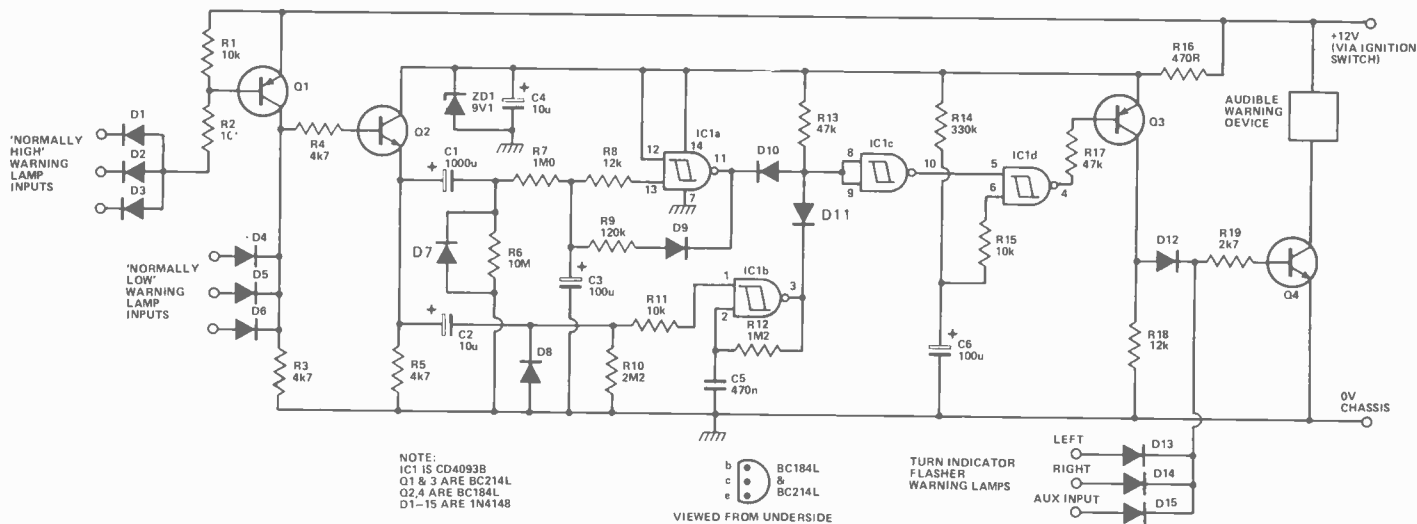 R1
10k
Q1
R2
D1
D2
D3
'NORMALLY
HIGH'
WARNING
LAMP
INPUTS
R4
4k7
Q2
D4
D5
D6
'NORMALLY
LOW'
WARNING
LAMP
INPUTS
R3
4k7
R5
4k7
ZD1
9V1
+
C4
10u
C1
1000u
+
R7
1M0
R8
12k
12
13
14
IC1a
11
7
D7
R6
10M
R9
120k
D9
+
C3
100u
+
C2
10u
D8
R10
2M2
R11
10k
IC1b
1
2
3
R12
1M2
C5
470n
D10
R13
47k
D11
8
9
IC1c
10
R14
330k
5
6
IC1d
4
R15
10k
+
C6
100u
R17
47k
Q3
R16
470R
D12
R18
12k
R19
2k7
Q4
AUDIBLE
WARNING
DEVICE
+12V
(VIA IGNITION
SWITCH)
0V
CHASSIS
NOTE:
IC1 IS CD4093B
Q1 & 3 ARE BC214L
Q2,4 ARE BC184L
D1–15 ARE 1N4148
b
c
e
BC184L
&
BC214L
VIEWED FROM UNDERSIDE
TURN INDICATOR
FLASHER
WARNING LAMPS
LEFT
RIGHT
AUX INPUT
D13
D14
D15